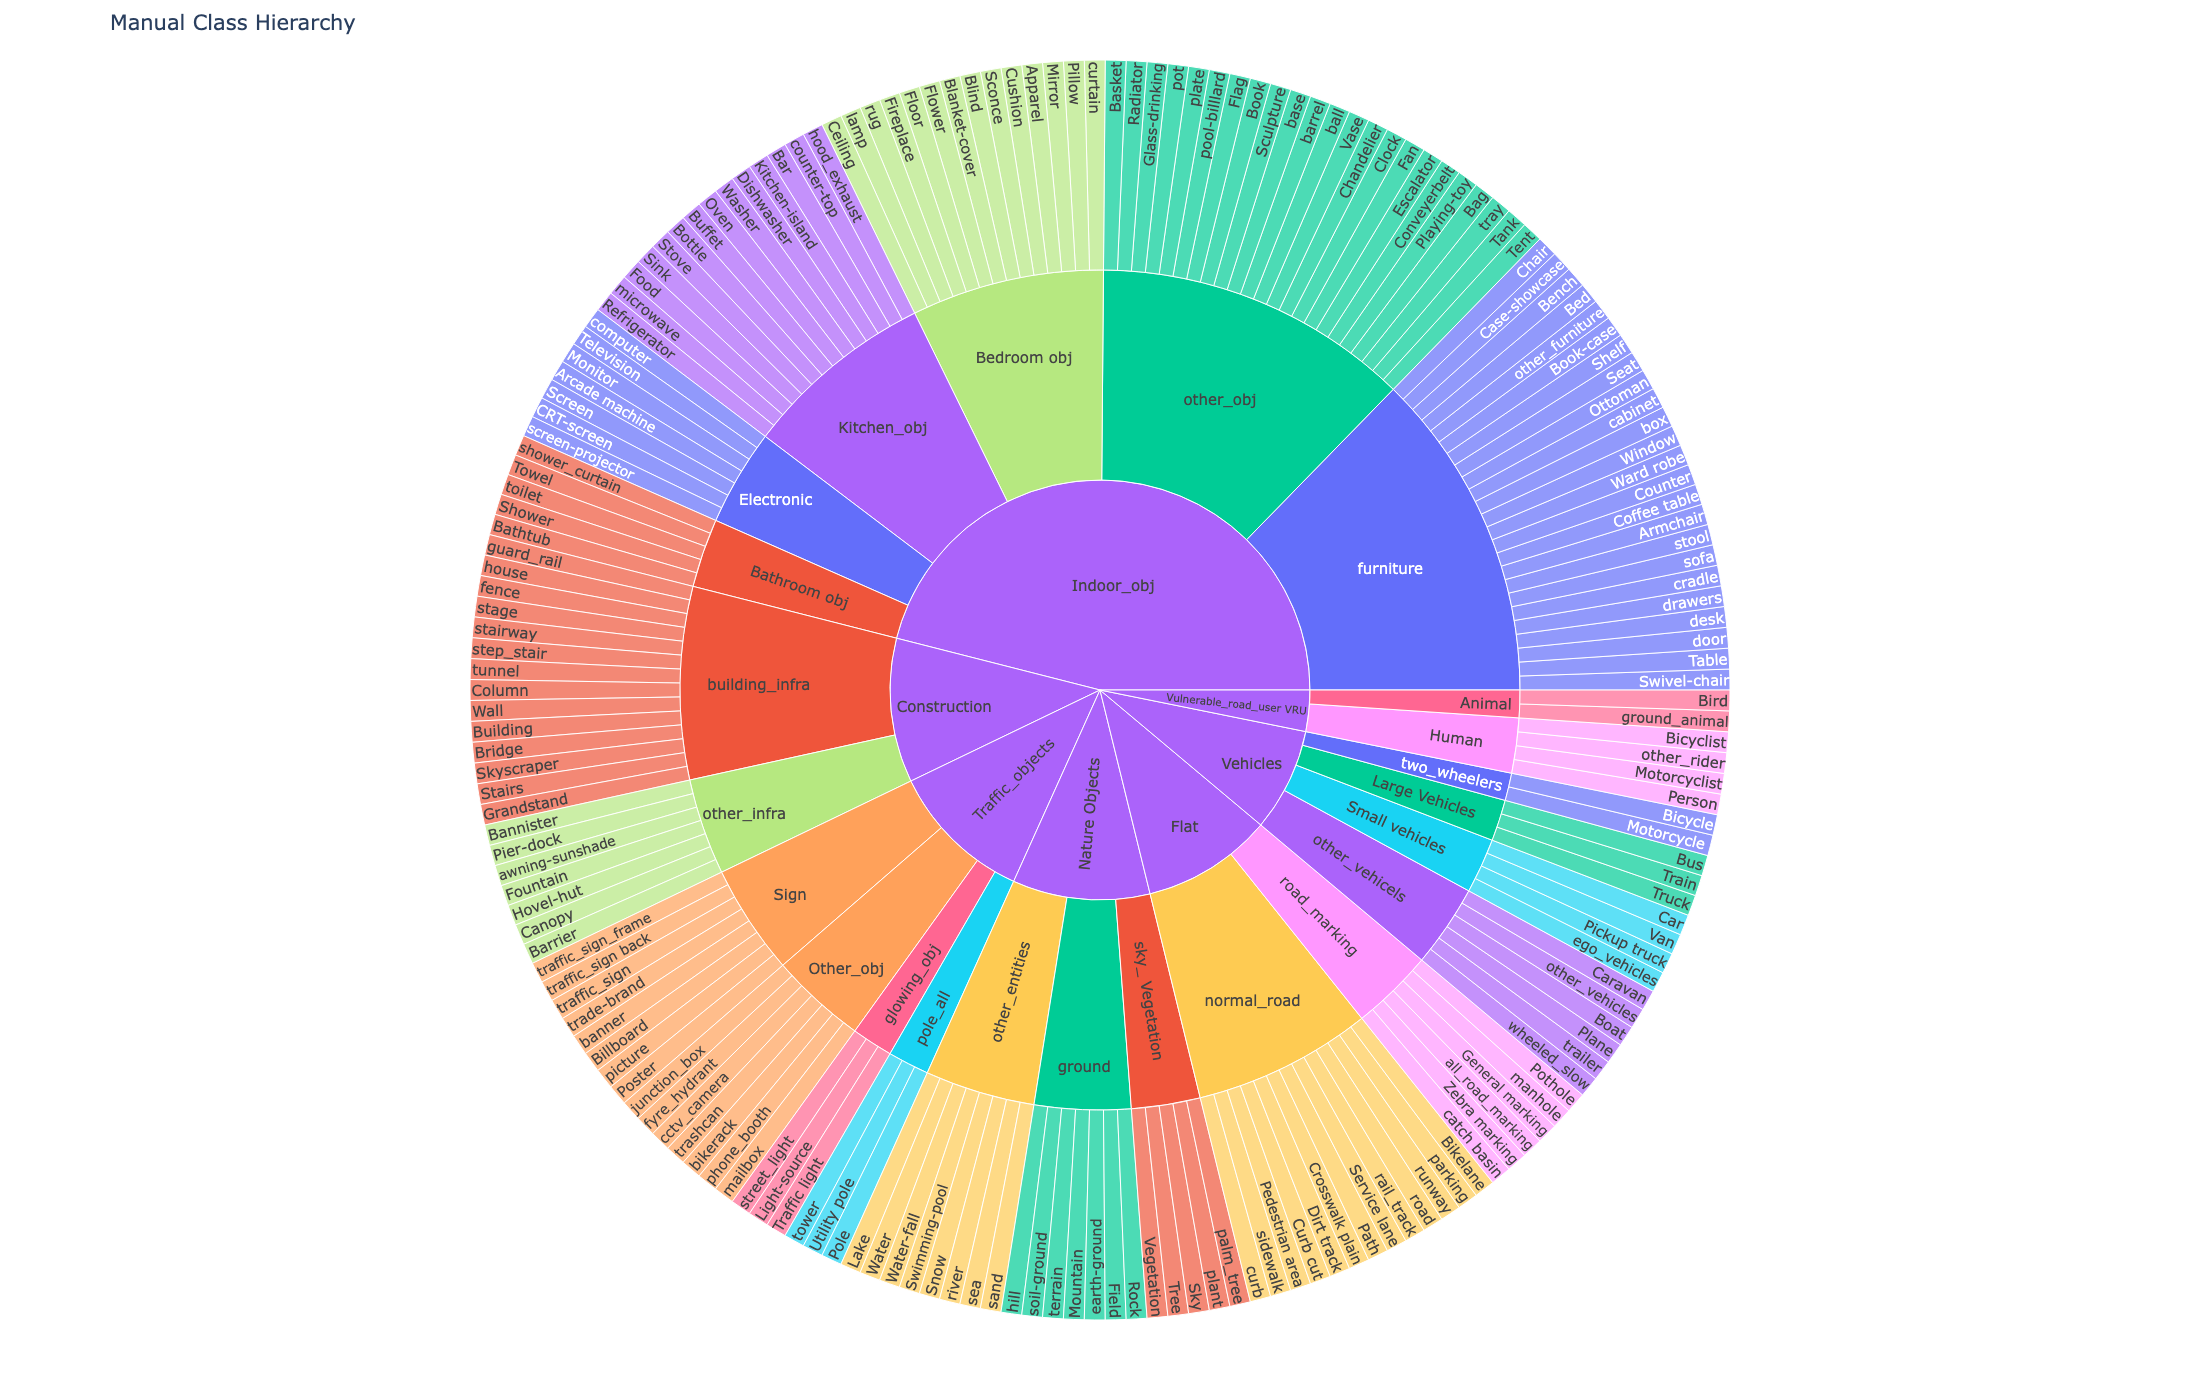 Manual Class Hierarchy
Indoor_obj
Construction
Traffic_objects
Nature Objects
Flat
Vehicles
Vulnerable_road_user VRU
furniture
other_obj
Bedroom obj
Kitchen_obj
Electronic
Bathroom obj
building_infra
other_infra
Sign
Other_obj
glowing_obj
pole_all
other_entities
ground
sky_ Vegetation
normal_road
road_marking
other_vehicels
Small vehicles
Large Vehicles
two_wheelers
Human
Animal
Basket
Radiator
Glass-drinking
pot
plate
pool-billard
Flag
Book
Sculpture
base
barrel
ball
Vase
Chandelier
Clock
Fan
Escalator
Conveyerbelt
Playing-toy
Bag
tray
Tank
Tent
Chair
Case-showcase
Bench
Bed
other_furniture
Book-case
Shelf
Seat
Ottoman
cabinet
box
Window
Ward robe
Counter
Coffee table
Armchair
stool
sofa
cradle
drawers
desk
door
Table
Swivel-chair
Bird
ground_animal
Bicyclist
other_rider
Motorcyclist
Person
Bicycle
Motorcycle
Bus
Train
Truck
Car
Van
Pickup truck
ego_vehicles
Caravan
other_vehicles
Boat
Plane
trailer
wheeled_slow
Pothole
manhole
General marking
all_road_marking
Zebra marking
catch basin
Bikelane
parking
runway
road
rail_track
Service lane
Path
Crosswalk plain
Dirt track
Curb cut
Pedestrian area
sidewalk
curb
palm_tree
plant
Sky
Tree
Vegetation
Rock
Field
earth-ground
Mountain
terrain
soil-ground
hill
sand
sea
river
Snow
Swimming-pool
Water-fall
Water
Lake
Pole
Utility pole
tower
Traffic light
Light-source
street_light
mailbox
phone_booth
bikerack
trashcan
cctv_camera
fyre_hydrant
junction_box
Poster
picture
Billboard
banner
trade-brand
traffic_sign
traffic_sign back
traffic_sign_frame
Barrier
Canopy
Hovel-hut
Fountain
awning-sunshade
Pier-dock
Bannister
Grandstand
Stairs
Skyscraper
Bridge
Building
Wall
Column
tunnel
step_stair
stairway
stage
fence
house
guard_rail
Bathtub
Shower
toilet
Towel
shower_curtain
screen-projector
CRT-screen
Screen
Arcade machine
Monitor
Television
computer
Refrigerator
microwave
Food
Sink
Stove
Bottle
Buffet
Oven
Washer
Dishwasher
Kitchen-island
Bar
counter-top
hood_exhaust
Ceiling
lamp
rug
Fireplace
Floor
Flower
Blanket-cover
Blind
Sconce
Cushion
Apparel
Mirror
Pillow
curtain